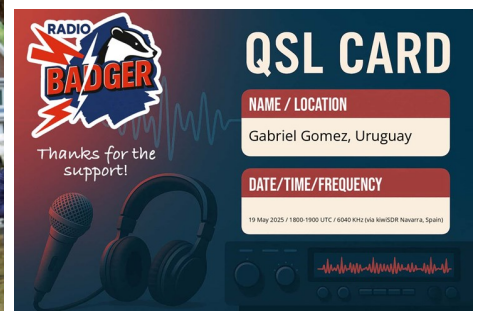 RADIO
BADGER
Thanks for the
support!
QSL CARD
NAME / LOCATION
Gabriel Gomez, Uruguay
DATE/TIME/FREQUENCY
19 May 2025 / 1800-1900 UTC / 6040 KHz (via kiwiSDR Navarra, Spain)